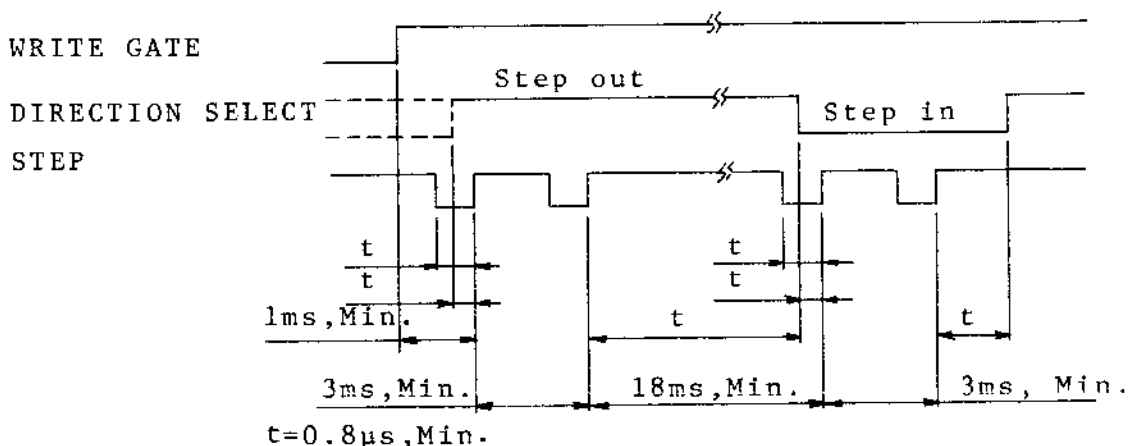 WRITE GATE
Step out
DIRECTION SELECT
Step in
STEP
t
t
t
t
1ms,Min.
t
t
3ms,Min.
18ms,Min.
3ms, Min.
t=0.8μs,Min.